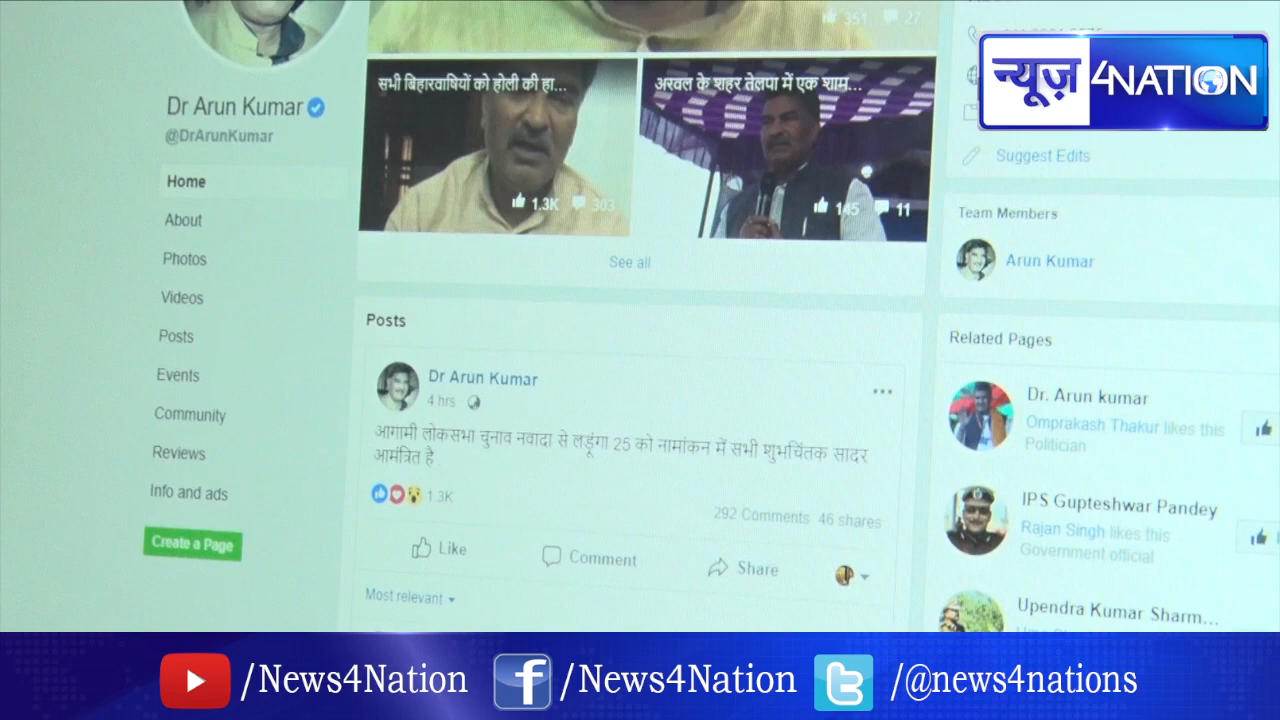 351 27
न्यूज़ 4NATION
सभी बिहारवाषियों को होली की हा...
1.3K 303
अरवल के शहर तेलपा में एक शाम...
145 11
See all
Dr Arun Kumar
@DrArunKumar
Home
About
Photos
Videos
Posts
Events
Community
Reviews
Info and ads
Create a Page
Posts
Dr Arun Kumar
4 hrs
आगामी लोकसभा चुनाव नवादा से लडूंगा 25 को नामांकन में सभी शुभचिंतक सादर
आमंत्रित है
1.3K
292 Comments 46 shares
Like Comment Share
Most relevant
Suggest Edits
Team Members
Arun Kumar
Related Pages
Dr. Arun kumar
Omprakash Thakur likes this
Politician
IPS Gupteshwar Pandey
Rajan Singh likes this
Government official
Upendra Kumar Sharm...
/News4Nation /News4Nation /@news4nations